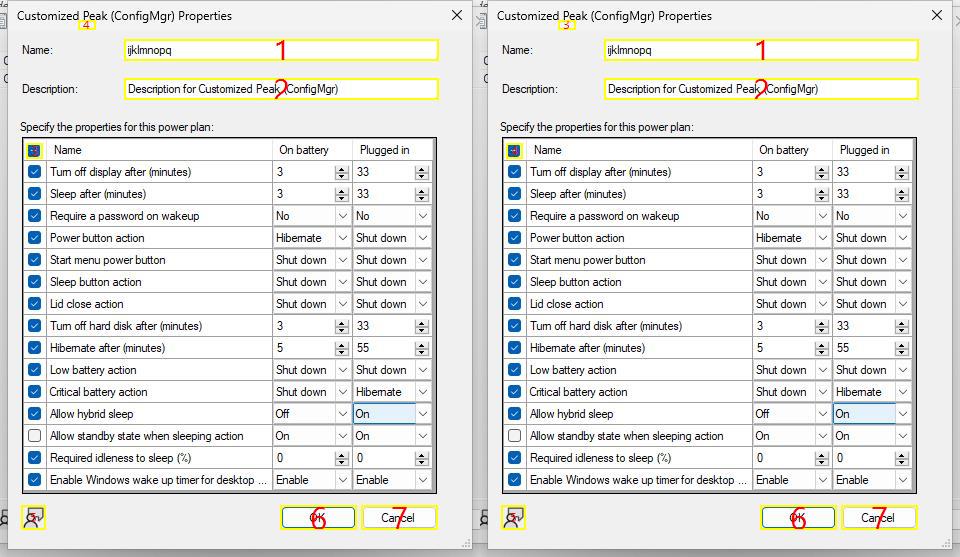 Customized Peak (ConfigMgr) Properties
4
Name:
ijklmnopq
1
Description:
Description for Customized Peak (ConfigMgr)
2
Specify the properties for this power plan:
Name On battery Plugged in
Turn off display after (minutes) 3 33
Sleep after (minutes) 3 33
Require a password on wakeup No No
Power button action Hibernate Shut down
Start menu power button Shut down Shut down
Sleep button action Shut down Shut down
Lid close action Shut down Shut down
Turn off hard disk after (minutes) 3 33
Hibernate after (minutes) 5 55
Low battery action Shut down Shut down
Critical battery action Shut down Hibernate
Allow hybrid sleep Off On
Allow standby state when sleeping action On On
Required idleness to sleep (%) 0 0
Enable Windows wake up timer for desktop ... Enable Enable
OK
6
Cancel
7
Customized Peak (ConfigMgr) Properties
3
Name:
ijklmnopq
1
Description:
Description for Customized Peak (ConfigMgr)
2
Specify the properties for this power plan:
Name On battery Plugged in
Turn off display after (minutes) 3 33
Sleep after (minutes) 3 33
Require a password on wakeup No No
Power button action Hibernate Shut down
Start menu power button Shut down Shut down
Sleep button action Shut down Shut down
Lid close action Shut down Shut down
Turn off hard disk after (minutes) 3 33
Hibernate after (minutes) 5 55
Low battery action Shut down Shut down
Critical battery action Shut down Hibernate
Allow hybrid sleep Off On
Allow standby state when sleeping action On On
Required idleness to sleep (%) 0 0
Enable Windows wake up timer for desktop ... Enable Enable
OK
6
Cancel
7